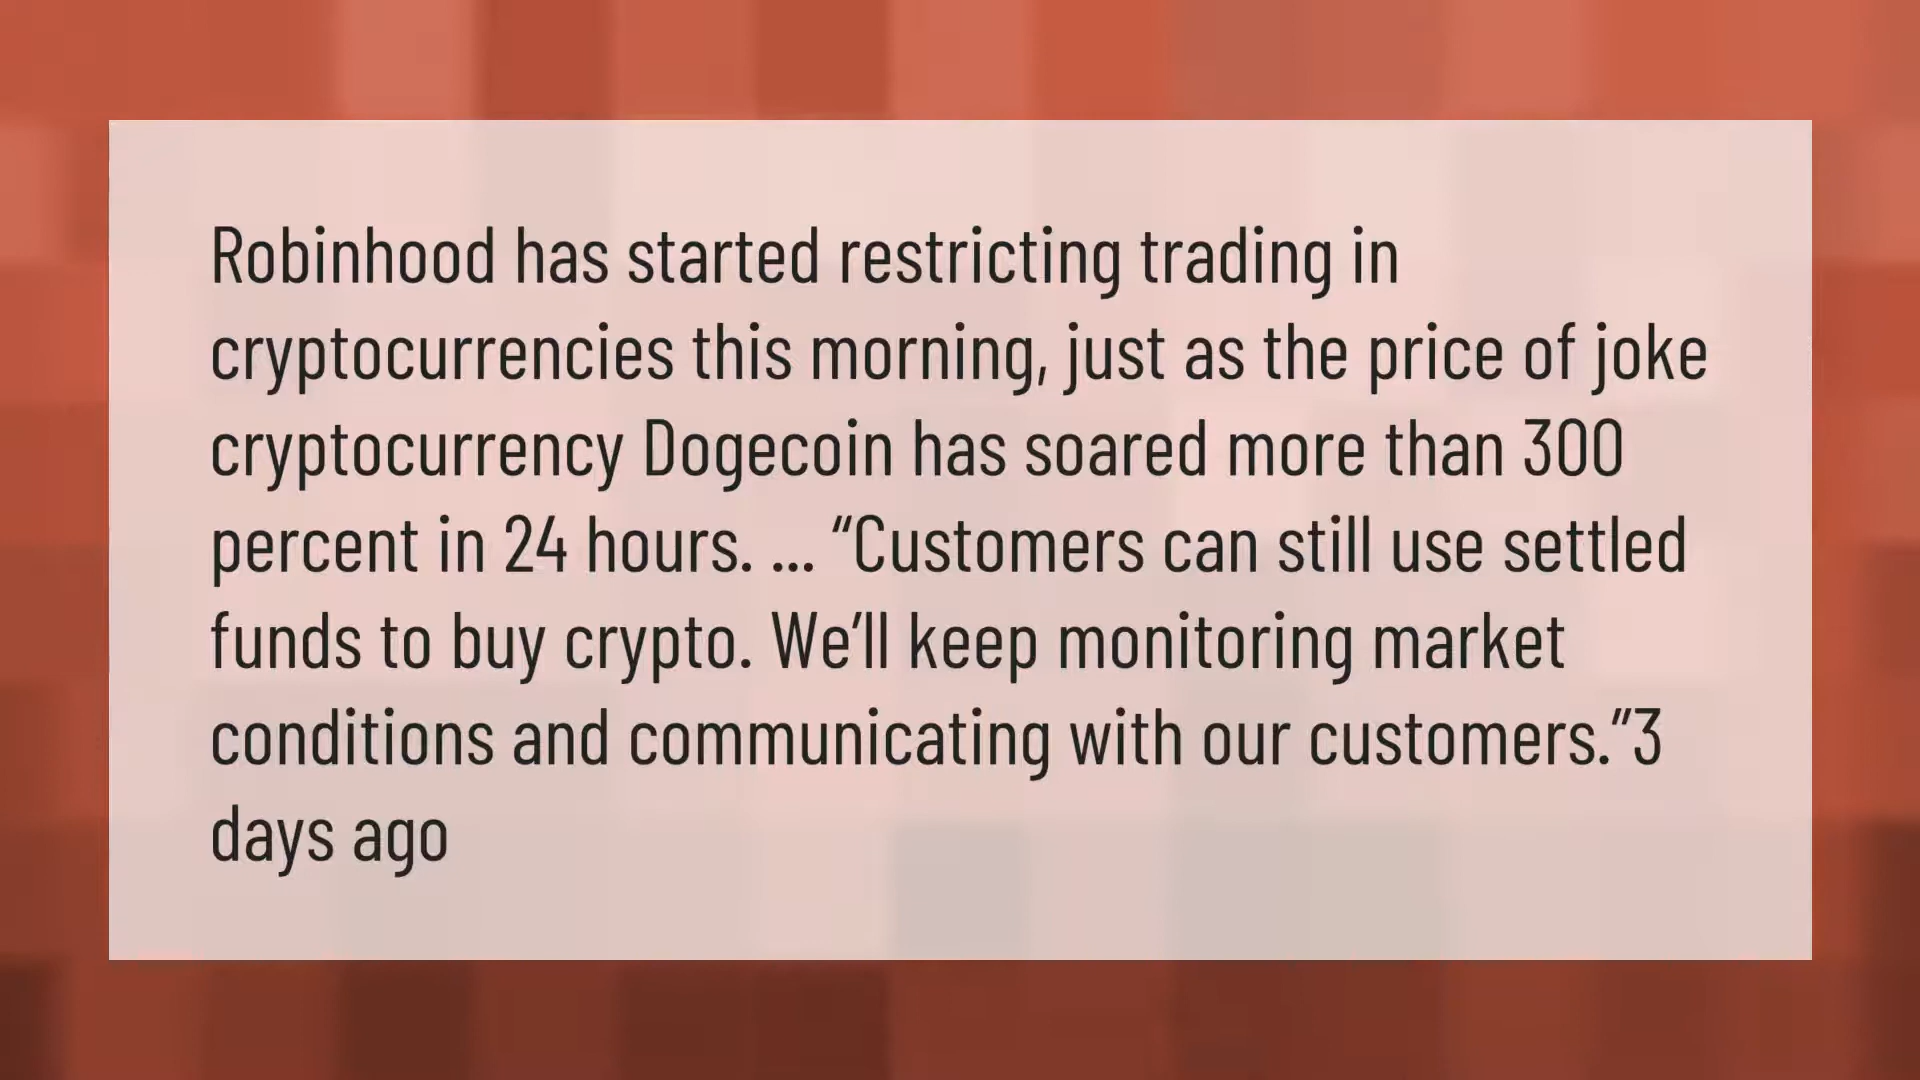 Robinhood has started restricting trading in
cryptocurrencies this morning, just as the price of joke
cryptocurrency Dogecoin has soared more than 300
percent in 24 hours. ... “Customers can still use settled
funds to buy crypto. We’ll keep monitoring market
conditions and communicating with our customers.”3
days ago